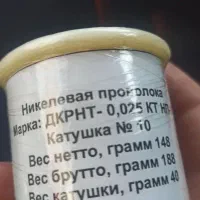 Никелевая проволока
Марка: ДКРНТ- 0,025 КТ НП
Катушка № 10
Вес нетто, грамм 148
Вес брутто, грамм 188
Вес катушки, грамм 40